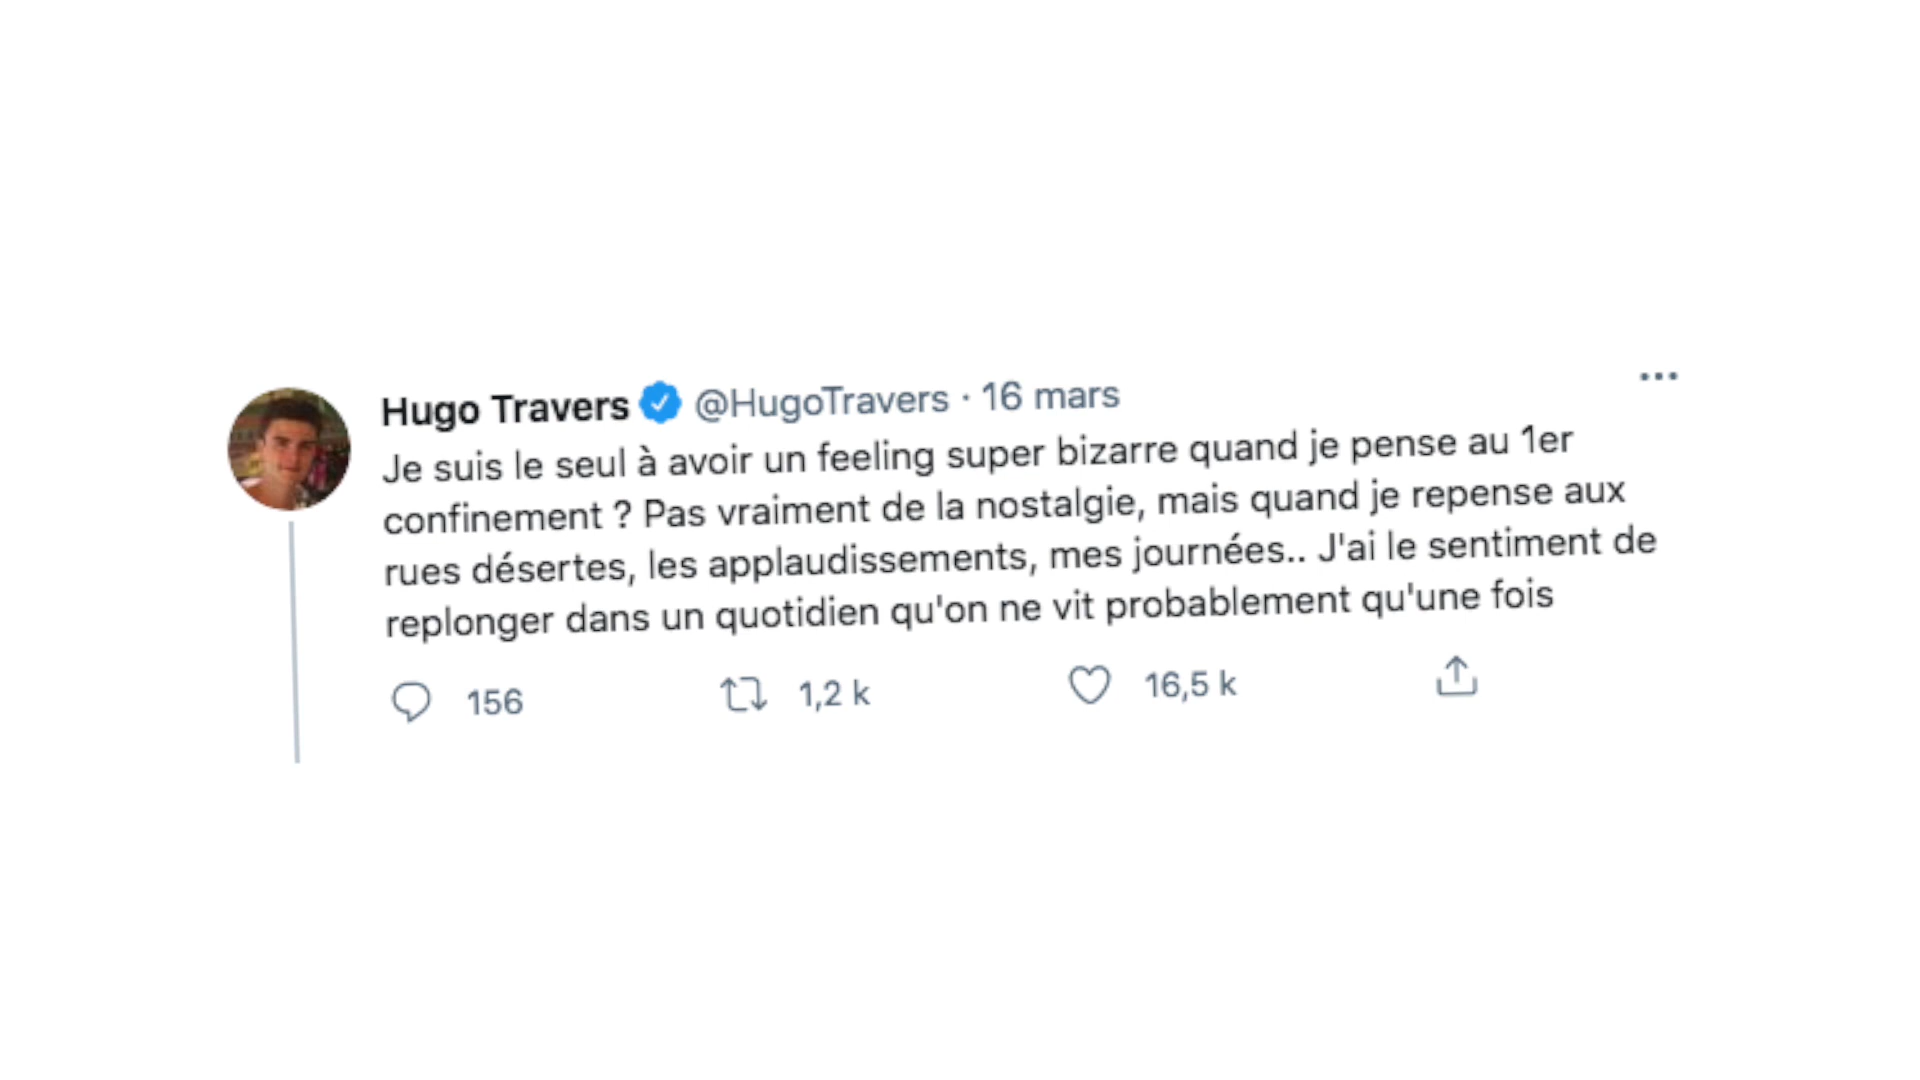 Hugo Travers @HugoTravers · 16 mars
Je suis le seul à avoir un feeling super bizarre quand je pense au 1er
confinement ? Pas vraiment de la nostalgie, mais quand je repense aux
rues désertes, les applaudissements, mes journées.. J'ai le sentiment de
replonger dans un quotidien qu'on ne vit probablement qu'une fois
156 1,2 k 16,5 k